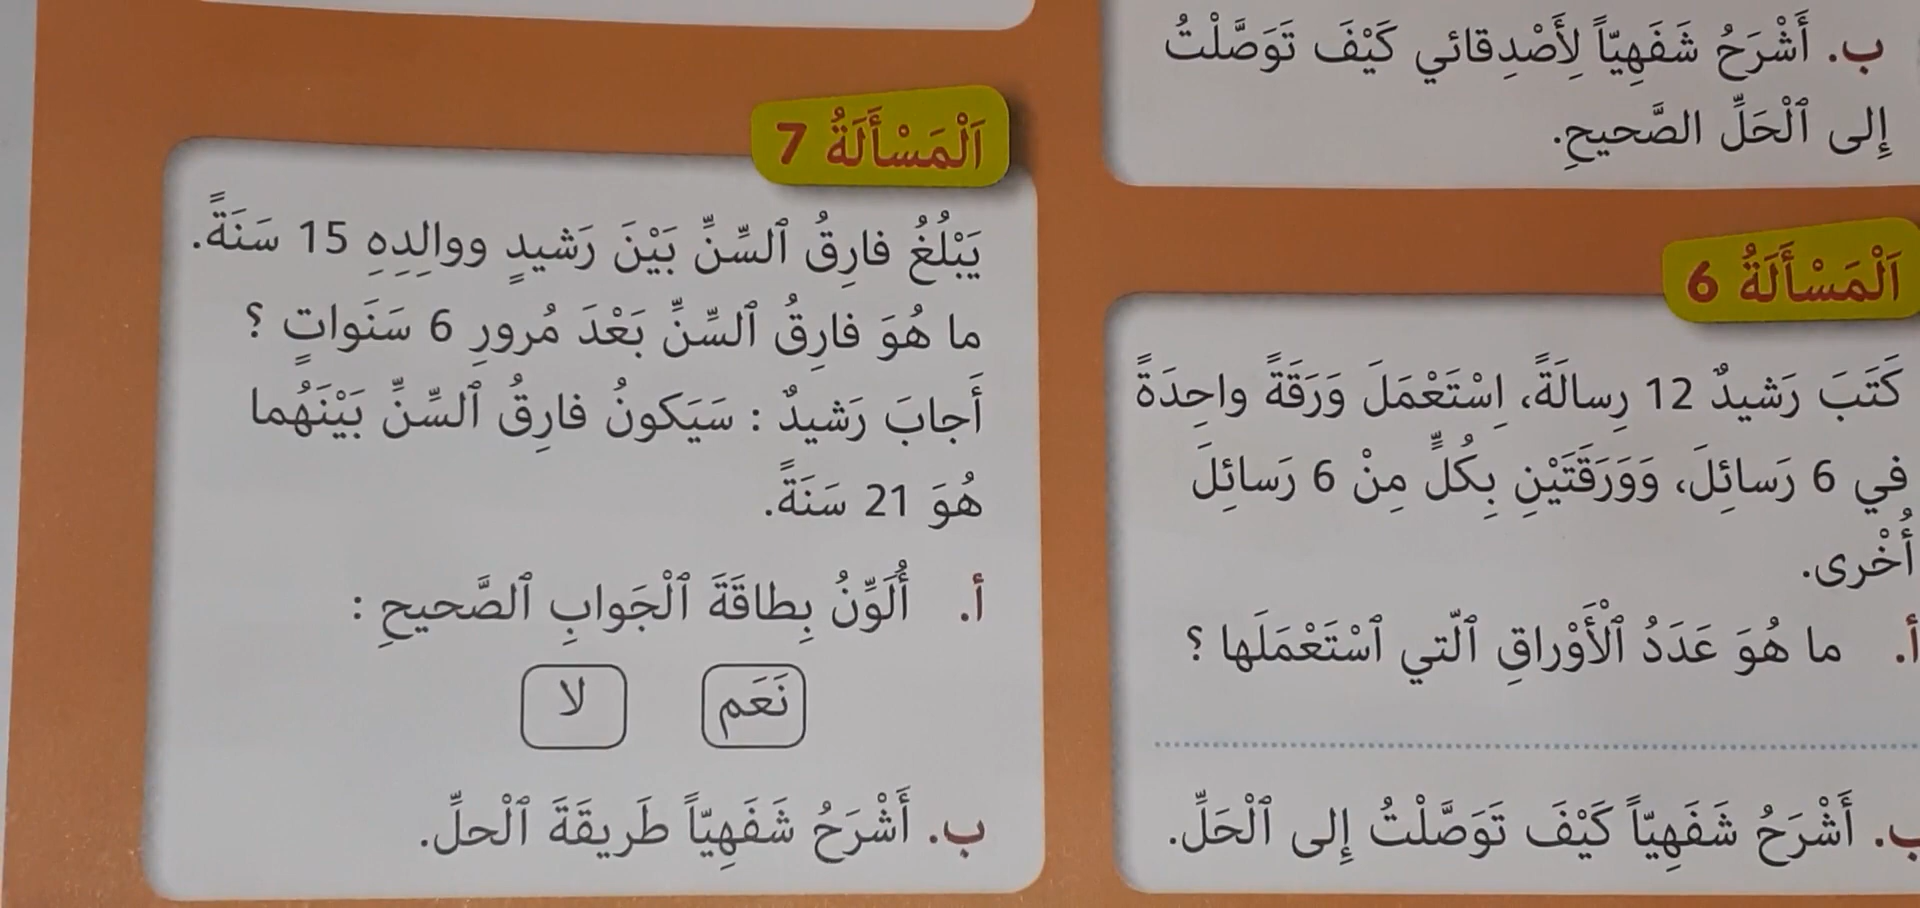 ب. أَشْرَحُ شَفَهِيّاً لِأَصْدِقائي كَيْفَ تَوَصَّلْتُ
إِلى ٱلْحَلِّ الصَّحيحِ.
اَلْمَسْأَلَةُ 6
كَتَبَ رَشيدٌ 12 رِسالَةً، اِسْتَعْمَلَ وَرَقَةً واحِدَةً
في 6 رَسائِلَ، وَوَرَقَتَيْنِ بِكُلٍّ مِنْ 6 رَسائِلَ
أُخْرى.
أ. ما هُوَ عَدَدُ ٱلْأَوْراقِ ٱلَّتي ٱسْتَعْمَلَها ؟
ب. أَشْرَحُ شَفَهِيّاً كَيْفَ تَوَصَّلْتُ إِلى ٱلْحَلِّ.
اَلْمَسْأَلَةُ 7
يَبْلُغُ فارِقُ ٱلسِّنِّ بَيْنَ رَشيدٍ ووالِدِهِ 15 سَنَةً.
ما هُوَ فارِقُ ٱلسِّنِّ بَعْدَ مُرورِ 6 سَنَواتٍ ؟
أَجابَ رَشيدٌ : سَيَكونُ فارِقُ ٱلسِّنِّ بَيْنَهُما
هُوَ 21 سَنَةً.
أ. أُلَوِّنُ بِطاقَةَ ٱلْجَوابِ ٱلصَّحيحِ :
نَعَم لا
ب. أَشْرَحُ شَفَهِيّاً طَريقَةَ ٱلْحلِّ.